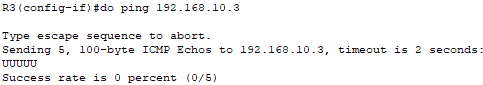 R3(config-if)#do ping 192.168.10.3
Type escape sequence to abort.
Sending 5, 100-byte ICMP Echos to 192.168.10.3, timeout is 2 seconds:
UUUUU
Success rate is 0 percent (0/5)